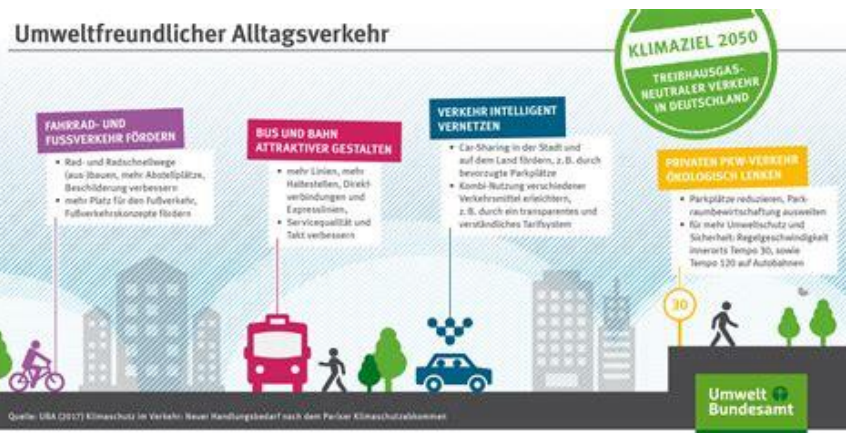 Umweltfreundlicher Alltagsverkehr
KLIMAZIEL 2050
TREIBHAUSGAS-
NEUTRALER VERKEHR
IN DEUTSCHLAND
FAHRRAD- UND
FUSSVERKEHR FÖRDERN
• Rad- und Radschnellwege
(aus-)bauen, mehr Abstellplätze,
Beschilderung verbessern
• mehr Platz für den Fußverkehr,
Fußverkehrskonzepte fördern
BUS UND BAHN
ATTRAKTIVER GESTALTEN
• mehr Linien, mehr
Haltestellen, Direkt-
verbindungen und
Expresslinien,
• Servicequalität und
Takt verbessern
VERKEHR INTELLIGENT
VERNETZEN
• Car-Sharing in der Stadt und
auf dem Land fördern, z. B. durch
bevorzugte Parkplätze
• Kombi-Nutzung verschiedener
Verkehrsmittel erleichtern,
z. B. durch ein transparentes und
verständliches Tarifsystem
PRIVATEN PKW-VERKEHR
ÖKOLOGISCH LENKEN
• Parkplätze reduzieren, Park-
raumbewirtschaftung ausweiten
• für mehr Umweltschutz und
Sicherheit: Regelgeschwindigkeit
innerorts Tempo 30, sowie
Tempo 120 auf Autobahnen
30
Quelle: UBA (2017) Klimaschutz im Verkehr: Neuer Handlungsbedarf nach dem Pariser Klimaschutzabkommen
Umwelt
Bundesamt